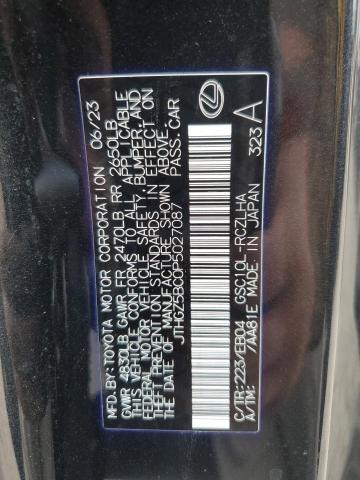 MFD.BY:TOYOTA MOTOR CORPORATION 06/23
GVWR 4830LB GAWR FR 2470LB RR 2650LB
THIS VEHICLE CONFORMS TO ALL APPLICABLE
FEDERAL MOTOR VEHICLE SAFETY, BUMPER, AND
THEFT PREVENTION STANDARDS IN EFFECT ON
THE DATE OF MANUFACTURE SHOWN ABOVE.
JTHGZ5BC0P5027087 PASS.CAR
C/TR:223/EB04 GSC10L-RCZLHA
A/TM: /AA81E MADE IN JAPAN 323
A